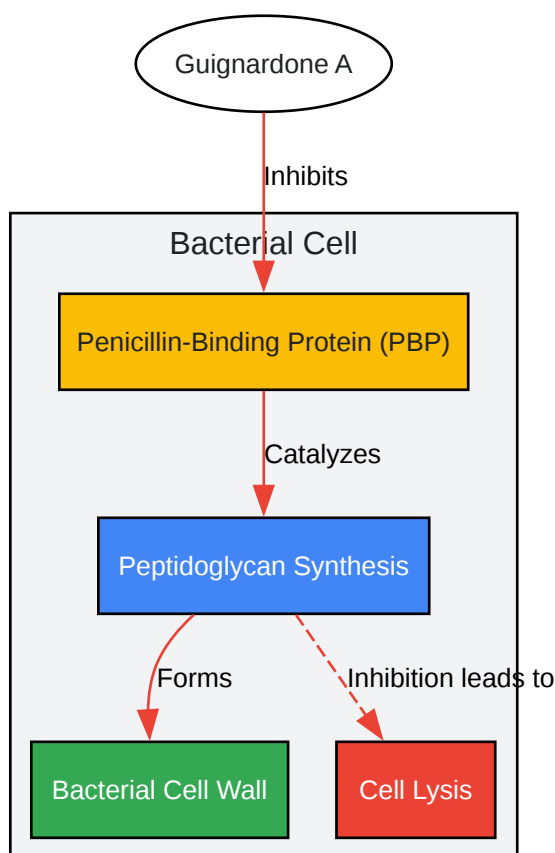 Guignardone A
Inhibits
Bacterial Cell
Penicillin-Binding Protein (PBP)
Catalyzes
Peptidoglycan Synthesis
Forms
Inhibition leads to
Bacterial Cell Wall
Cell Lysis